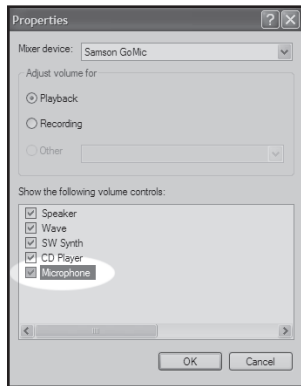 Properties
Mixer device: Samson GoMic
Adjust volume for
Playback
Recording
Other
Show the following volume controls:
Speaker
Wave
SW Synth
CD Player
Microphone
OK Cancel